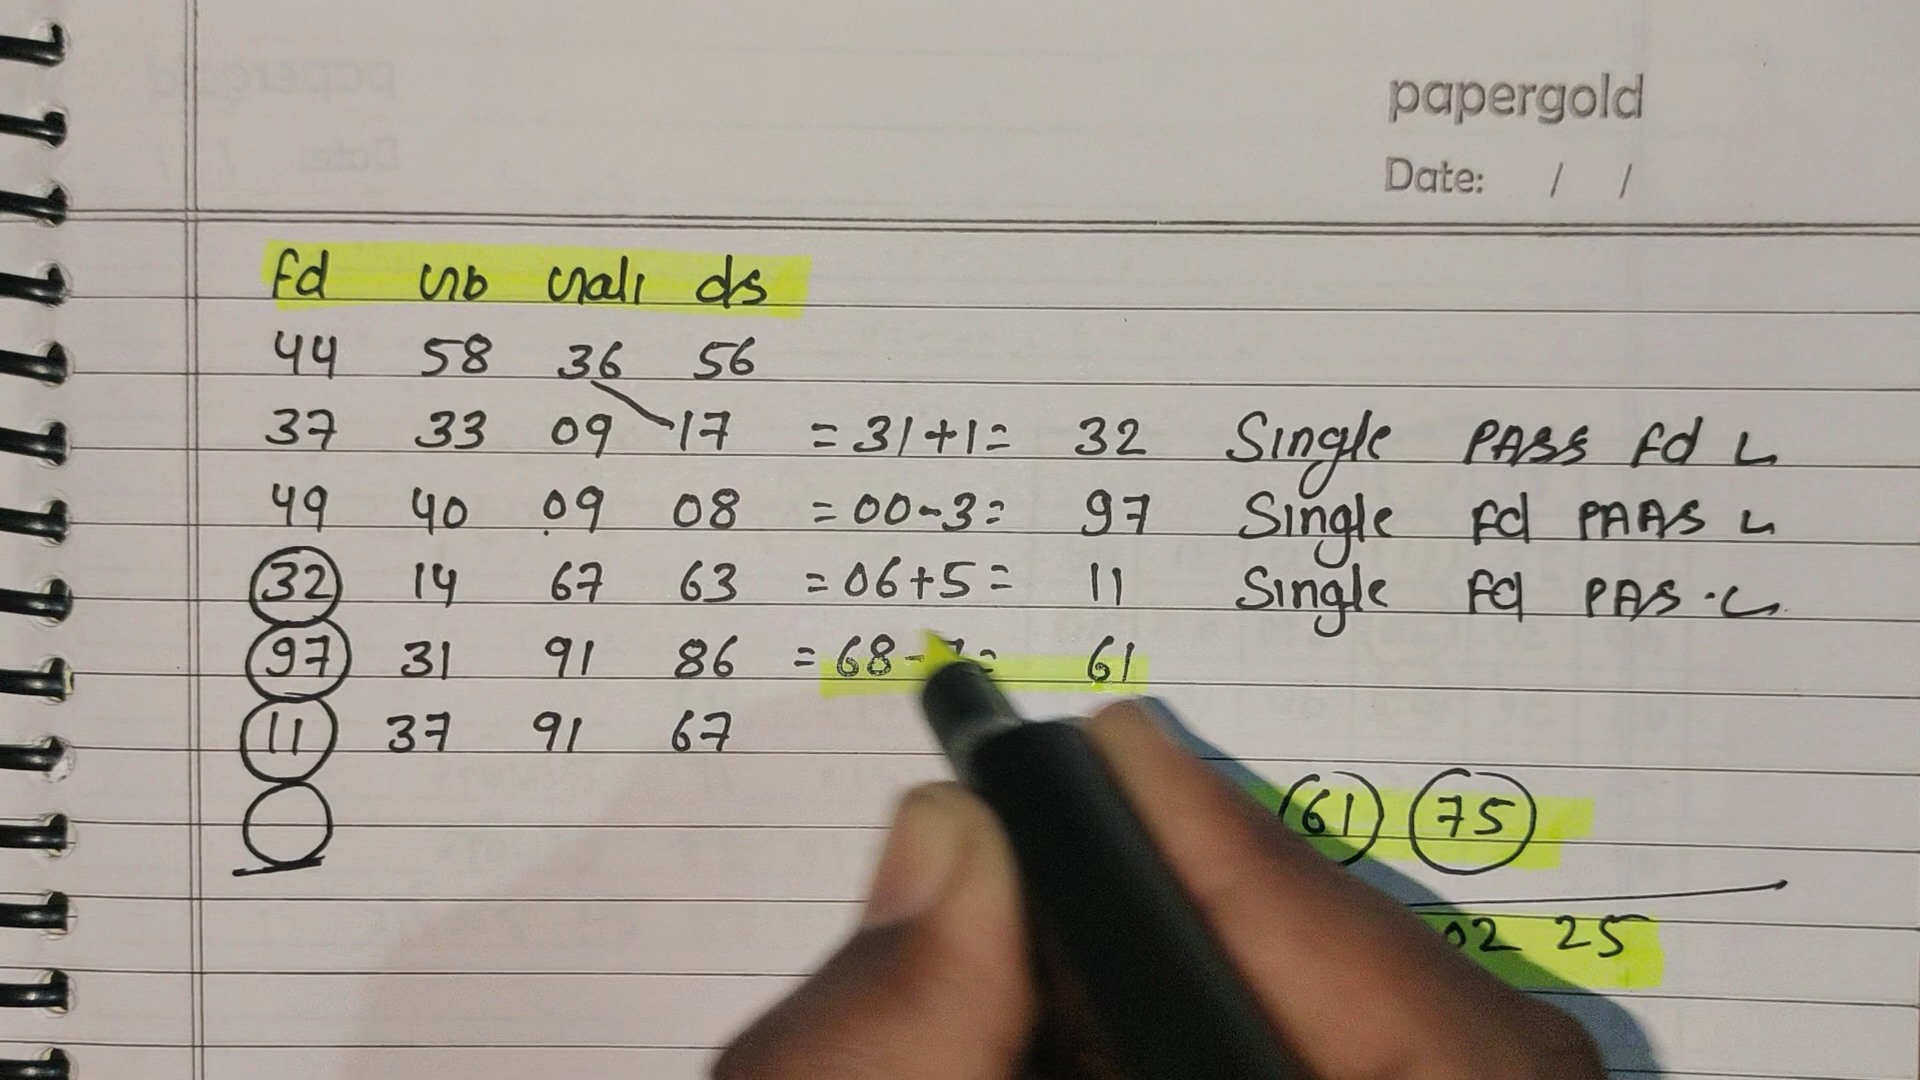 papergold
Date: / /
fd GB Gali ds
44 58 36 56
37 33 09 17 = 31+1= 32 Single PASS fd L
49 40 09 08 = 00-3= 97 Single Fd PAAS L
32 14 67 63 = 06+5= 11 Single Fd PAS.L
97 31 91 86 = 68-7= 61
11 37 91 67
61 75
02 25